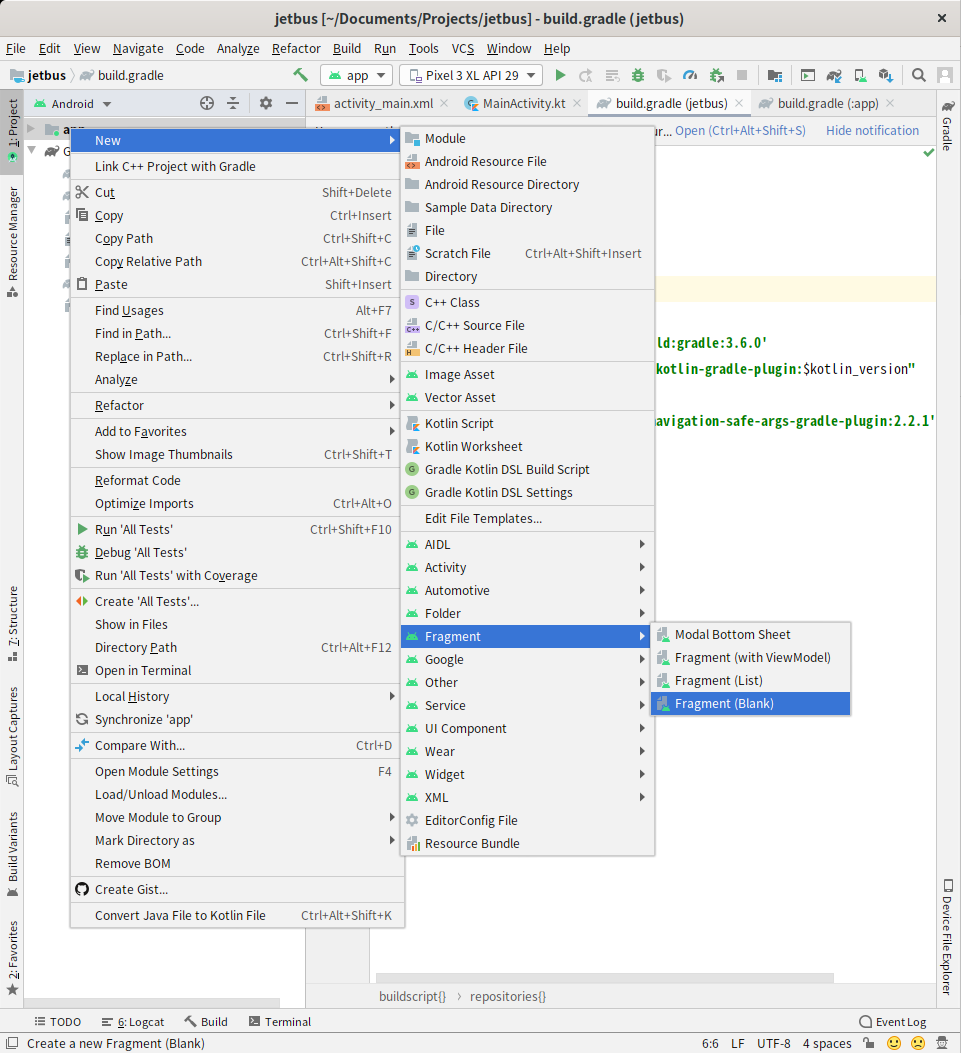 jetbus [~/Documents/Projects/jetbus] - build.gradle (jetbus)
File Edit View Navigate Code Analyze Refactor Build Run Tools VCS Window Help
jetbus build.gradle app Pixel 3 XL API 29
1: Project
Resource Manager
7: Structure
Layout Captures
Build Variants
2: Favorites
Android
activity_main.xml MainActivity.kt build.gradle (jetbus) build.gradle (:app)
Open (Ctrl+Alt+Shift+S) Hide notification
New
Link C++ Project with Gradle
Cut Shift+Delete
Copy Ctrl+Insert
Copy Path Ctrl+Shift+C
Copy Relative Path Ctrl+Alt+Shift+C
Paste Shift+Insert
Find Usages Alt+F7
Find in Path... Ctrl+Shift+F
Replace in Path... Ctrl+Shift+R
Analyze
Refactor
Add to Favorites
Show Image Thumbnails Ctrl+Shift+T
Reformat Code
Optimize Imports Ctrl+Alt+O
Run 'All Tests' Ctrl+Shift+F10
Debug 'All Tests'
Run 'All Tests' with Coverage
Create 'All Tests'...
Show in Files
Directory Path Ctrl+Alt+F12
Open in Terminal
Local History
Synchronize 'app'
Compare With... Ctrl+D
Open Module Settings F4
Load/Unload Modules...
Move Module to Group
Mark Directory as
Remove BOM
Create Gist...
Convert Java File to Kotlin File Ctrl+Alt+Shift+K
Module
Android Resource File
Android Resource Directory
Sample Data Directory
File
Scratch File Ctrl+Alt+Shift+Insert
Directory
C++ Class
C/C++ Source File
C/C++ Header File
Image Asset
Vector Asset
Kotlin Script
Kotlin Worksheet
Gradle Kotlin DSL Build Script
Gradle Kotlin DSL Settings
Edit File Templates...
AIDL
Activity
Automotive
Folder
Fragment
Google
Other
Service
UI Component
Wear
Widget
XML
EditorConfig File
Resource Bundle
Modal Bottom Sheet
Fragment (with ViewModel)
Fragment (List)
Fragment (Blank)
ld:gradle:3.6.0'
kotlin-gradle-plugin:$kotlin_version"
avigation-safe-args-gradle-plugin:2.2.1'
Gradle
Device File Explorer
buildscript{} › repositories{}
TODO 6: Logcat Build Terminal Event Log
Create a new Fragment (Blank) 6:6 LF UTF-8 4 spaces